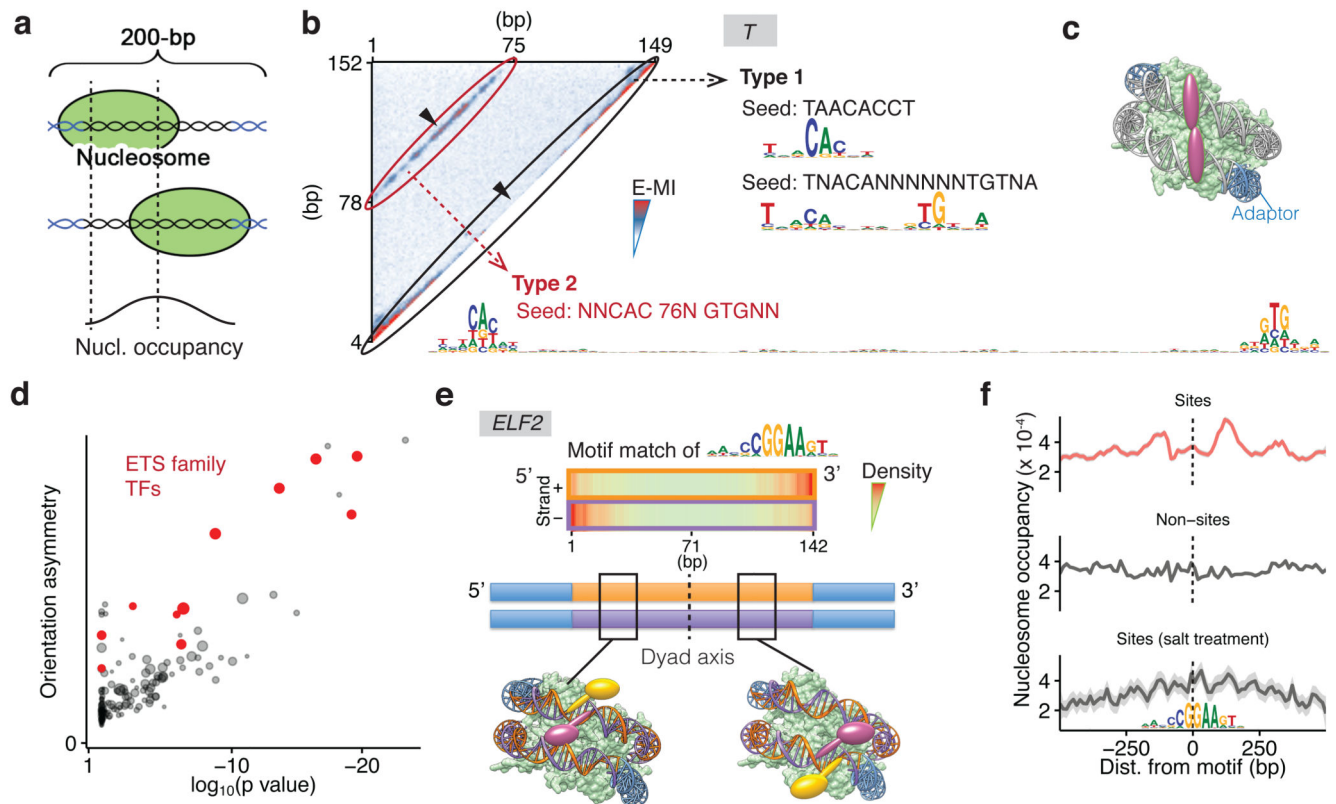 a
200-bp
Nucleosome
Nucl. occupancy
b
(bp)
1 75 149
152
78
4
(bp)
T
Type 1
Seed: TAACACCT
Seed: TNACANNNNNNTGTNA
E-MI
Type 2
Seed: NNCAC 76N GTGNN
c
Adaptor
d
Orientation asymmetry
ETS family
TFs
0
1 −10 −20
log10(p value)
e
ELF2
Motif match of
CCGGAAGT
5’ 3’
Density
Strand
+
−
1 71 142
(bp)
5’ 3’
Dyad axis
f
Nucleosome occupancy (x 10-4)
Sites
4
2
Non−sites
4
2
Sites (salt treatment)
4
2
CCGGAAGT
−250 0 250
Dist. from motif (bp)